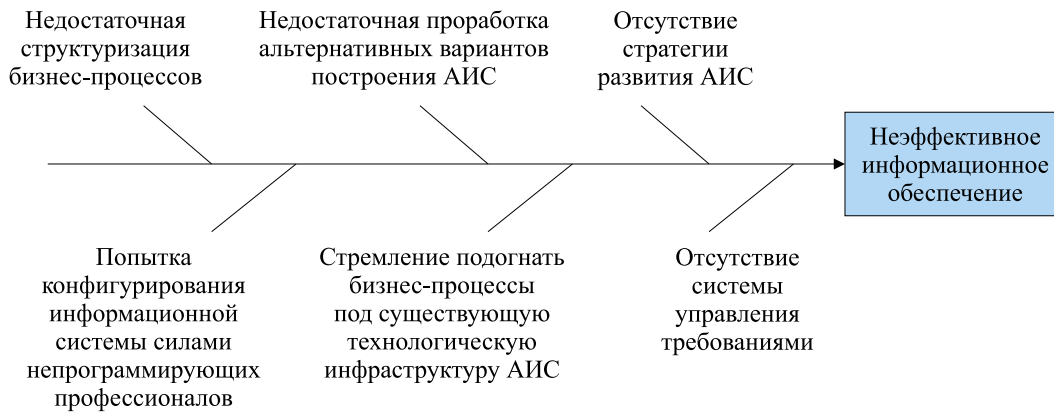 Недостаточная
структуризация
бизнес-процессов
Недостаточная проработка
альтернативных вариантов
построения АИС
Отсутствие
стратегии
развития АИС
Неэффективное
информационное
обеспечение
Попытка
конфигурирования
информационной
системы силами
непрограммирующих
профессионалов
Стремление подогнать
бизнес-процессы
под существующую
технологическую
инфраструктуру АИС
Отсутствие
системы
управления
требованиями